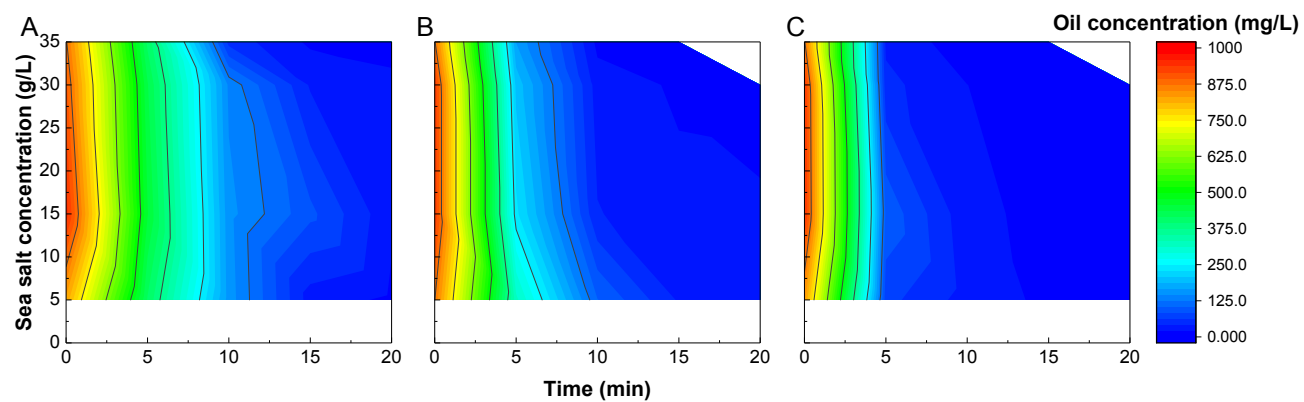 A
B
C
Oil concentration (mg/L)
Sea salt concentration (g/L)
35
30
25
20
15
10
5
0
0 5 10 15 20
0 5 10 15 20
0 5 10 15 20
1000
875.0
750.0
625.0
500.0
375.0
250.0
125.0
0.000
Time (min)